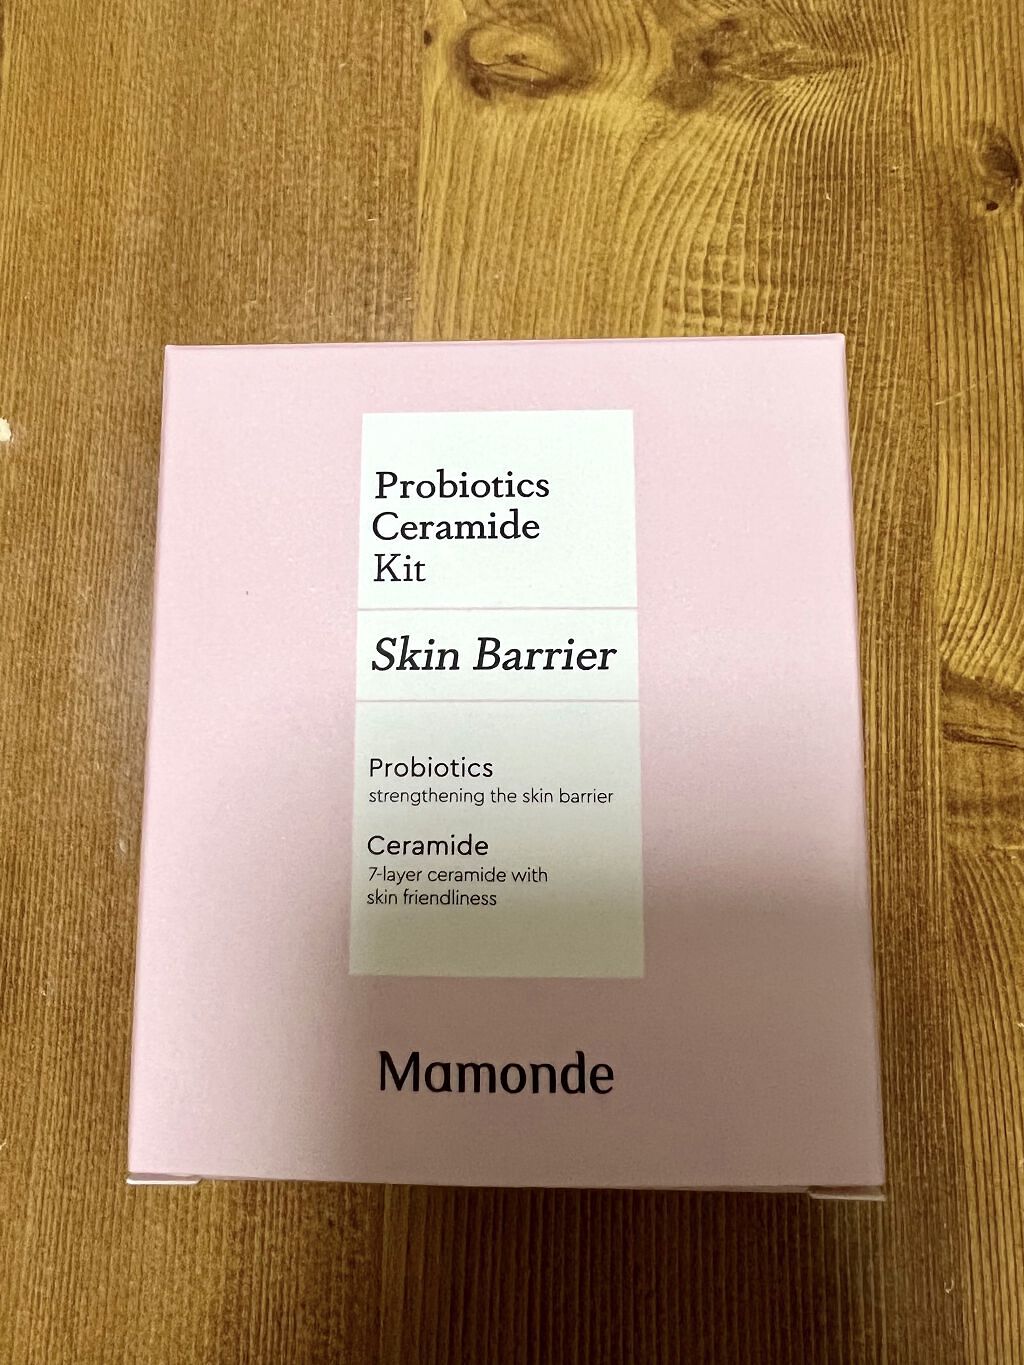 Probiotics
Ceramide
Kit
Skin Barrier
Probiotics
strengthening the skin barrier
Ceramide
7-layer ceramide with
skin friendliness
Mamonde